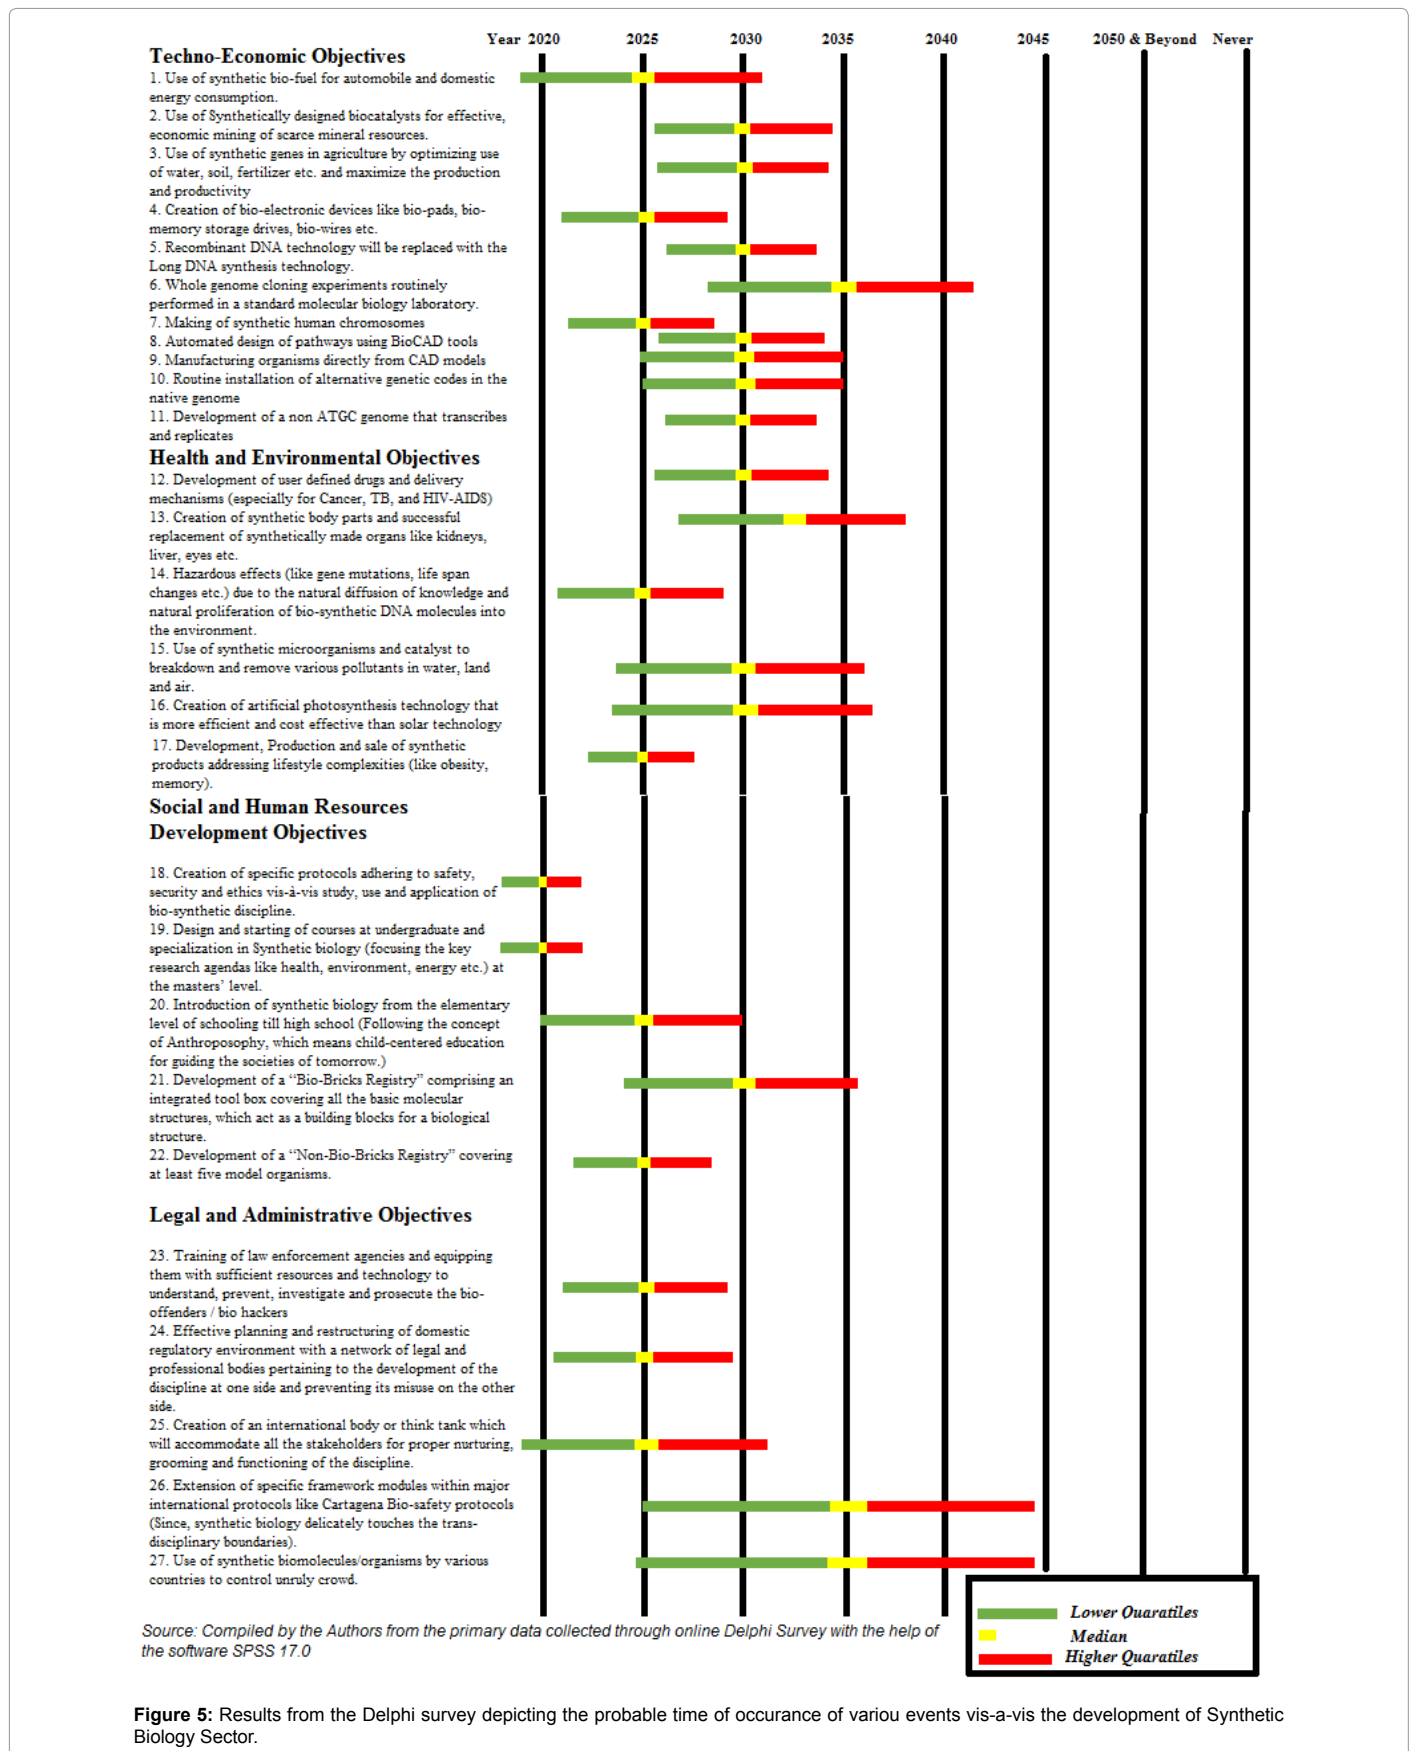 Year 2020 2025 2030 2035 2040 2045 2050 & Beyond Never
Techno-Economic Objectives
1. Use of synthetic bio-fuel for automobile and domestic
energy consumption.
2. Use of Synthetically designed biocatalysts for effective,
economic mining of scarce mineral resources.
3. Use of synthetic genes in agriculture by optimizing use
of water, soil, fertilizer etc. and maximize the production
and productivity
4. Creation of bio-electronic devices like bio-pads, bio-
memory storage drives, bio-wires etc.
5. Recombinant DNA technology will be replaced with the
Long DNA synthesis technology.
6. Whole genome cloning experiments routinely
performed in a standard molecular biology laboratory.
7. Making of synthetic human chromosomes
8. Automated design of pathways using BioCAD tools
9. Manufacturing organisms directly from CAD models
10. Routine installation of alternative genetic codes in the
native genome
11. Development of a non ATGC genome that transcribes
and replicates
Health and Environmental Objectives
12. Development of user defined drugs and delivery
mechanisms (especially for Cancer, TB, and HIV-AIDS)
13. Creation of synthetic body parts and successful
replacement of synthetically made organs like kidneys,
liver, eyes etc.
14. Hazardous effects (like gene mutations, life span
changes etc.) due to the natural diffusion of knowledge and
natural proliferation of bio-synthetic DNA molecules into
the environment.
15. Use of synthetic microorganisms and catalyst to
breakdown and remove various pollutants in water, land
and air.
16. Creation of artificial photosynthesis technology that
is more efficient and cost effective than solar technology
17. Development, Production and sale of synthetic
products addressing lifestyle complexities (like obesity,
memory).
Social and Human Resources
Development Objectives
18. Creation of specific protocols adhering to safety,
security and ethics vis-à-vis study, use and application of
bio-synthetic discipline.
19. Design and starting of courses at undergraduate and
specialization in Synthetic biology (focusing the key
research agendas like health, environment, energy etc.) at
the masters' level.
20. Introduction of synthetic biology from the elementary
level of schooling till high school (Following the concept
of Anthroposophy, which means child-centered education
for guiding the societies of tomorrow.)
21. Development of a “Bio-Bricks Registry” comprising an
integrated tool box covering all the basic molecular
structures, which act as a building blocks for a biological
structure.
22. Development of a “Non-Bio-Bricks Registry” covering
at least five model organisms.
Legal and Administrative Objectives
23. Training of law enforcement agencies and equipping
them with sufficient resources and technology to
understand, prevent, investigate and prosecute the bio-
offenders / bio hackers
24. Effective planning and restructuring of domestic
regulatory environment with a network of legal and
professional bodies pertaining to the development of the
discipline at one side and preventing its misuse on the other
side.
25. Creation of an international body or think tank which
will accommodate all the stakeholders for proper nurturing,
grooming and functioning of the discipline.
26. Extension of specific framework modules within major
international protocols like Cartagena Bio-safety protocols
(Since, synthetic biology delicately touches the trans-
disciplinary boundaries).
27. Use of synthetic biomolecules/organisms by various
countries to control unruly crowd.
Lower Quaratiles
Median
Higher Quaratiles
Source: Compiled by the Authors from the primary data collected through online Delphi Survey with the help of
the software SPSS 17.0
Figure 5: Results from the Delphi survey depicting the probable time of occurance of variou events vis-a-vis the development of Synthetic
Biology Sector.